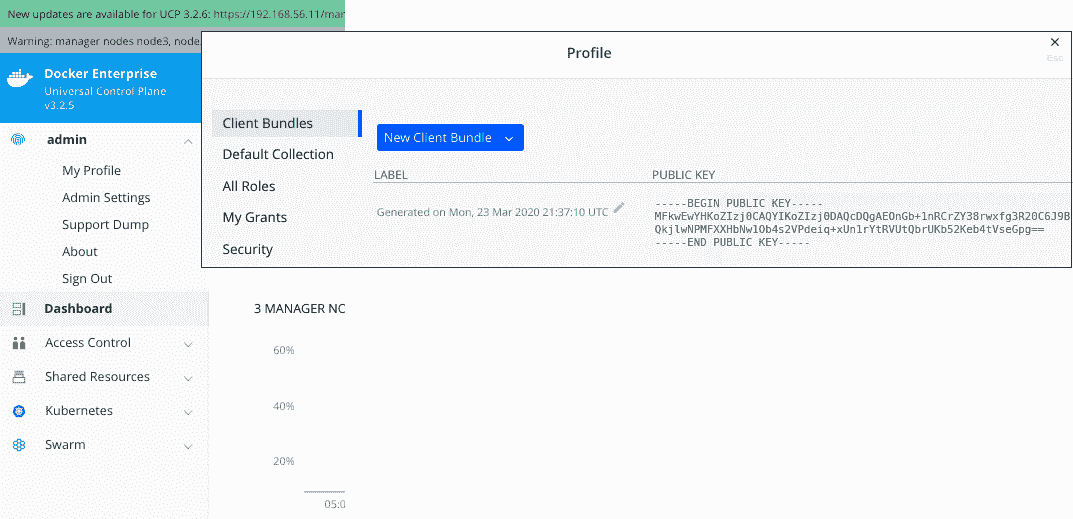 New updates are available for UCP 3.2.6: https://192.168.56.11/mar
Warning: manager nodes node3, node
Docker Enterprise
Universal Control Plane
v3.2.5
admin
My Profile
Admin Settings
Support Dump
About
Sign Out
Dashboard
Access Control
Shared Resources
Kubernetes
Swarm
Profile
Esc
Client Bundles
Default Collection
All Roles
My Grants
Security
New Client Bundle
LABEL PUBLIC KEY
Generated on Mon, 23 Mar 2020 21:37:10 UTC
-----BEGIN PUBLIC KEY-----
MFkwEwYHKoZIzj0CAQYIKoZIzj0DAQcDQgAEOnGb+1nRCrZY38rwxfg3R20C6J9B
QkjlwNPMFXXHbNw1Ob4s2VPdeiq+xUn1rYtRVUtQbrUKb52Keb4tVseGpg==
-----END PUBLIC KEY-----
3 MANAGER NO
60%
40%
20%
05:0